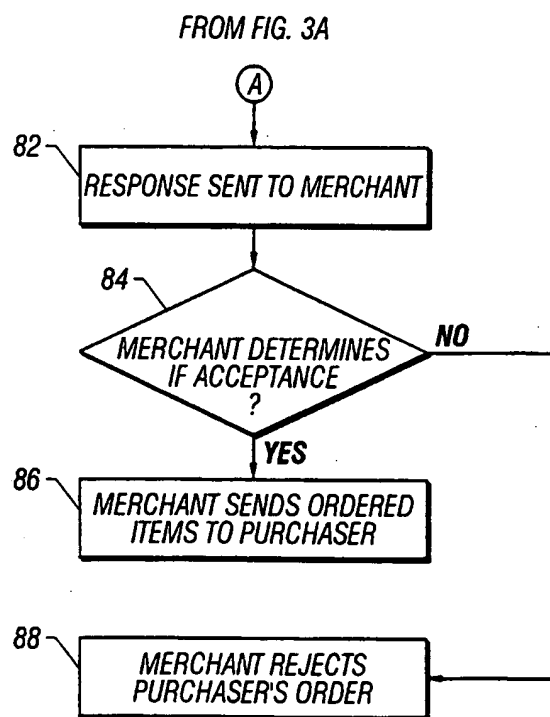 FROM FIG. 3A
A
82
RESPONSE SENT TO MERCHANT
84
MERCHANT DETERMINES
IF ACCEPTANCE
?
NO
YES
86
MERCHANT SENDS ORDERED
ITEMS TO PURCHASER
88
MERCHANT REJECTS
PURCHASER'S ORDER